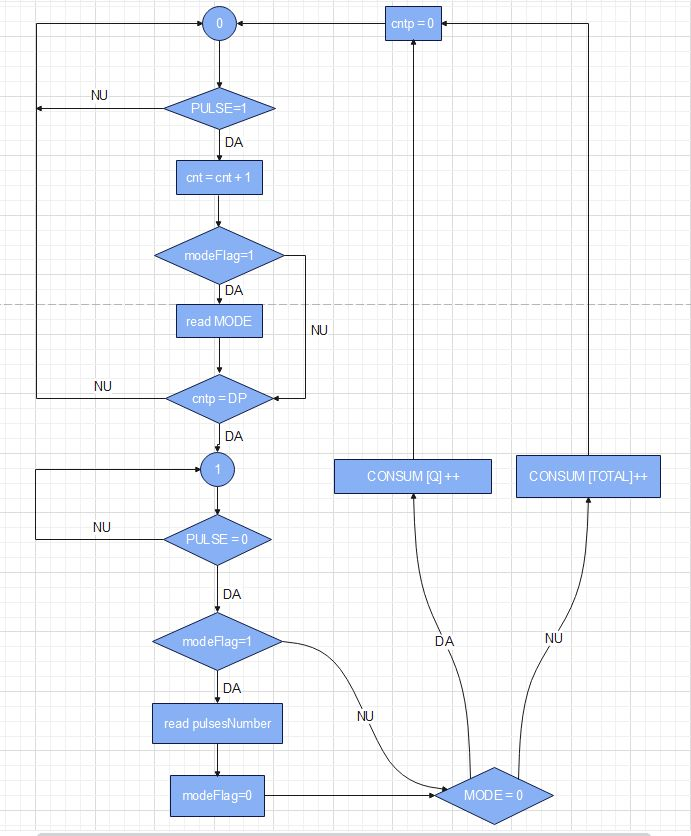 0
cntp = 0
NU
PULSE=1
DA
cnt = cnt + 1
modeFlag=1
DA
read MODE
NU
NU
cntp = DP
DA
1
CONSUM [Q] ++
CONSUM [TOTAL]++
NU
PULSE = 0
DA
modeFlag=1
DA
NU
DA
read pulsesNumber
NU
modeFlag=0
MODE = 0